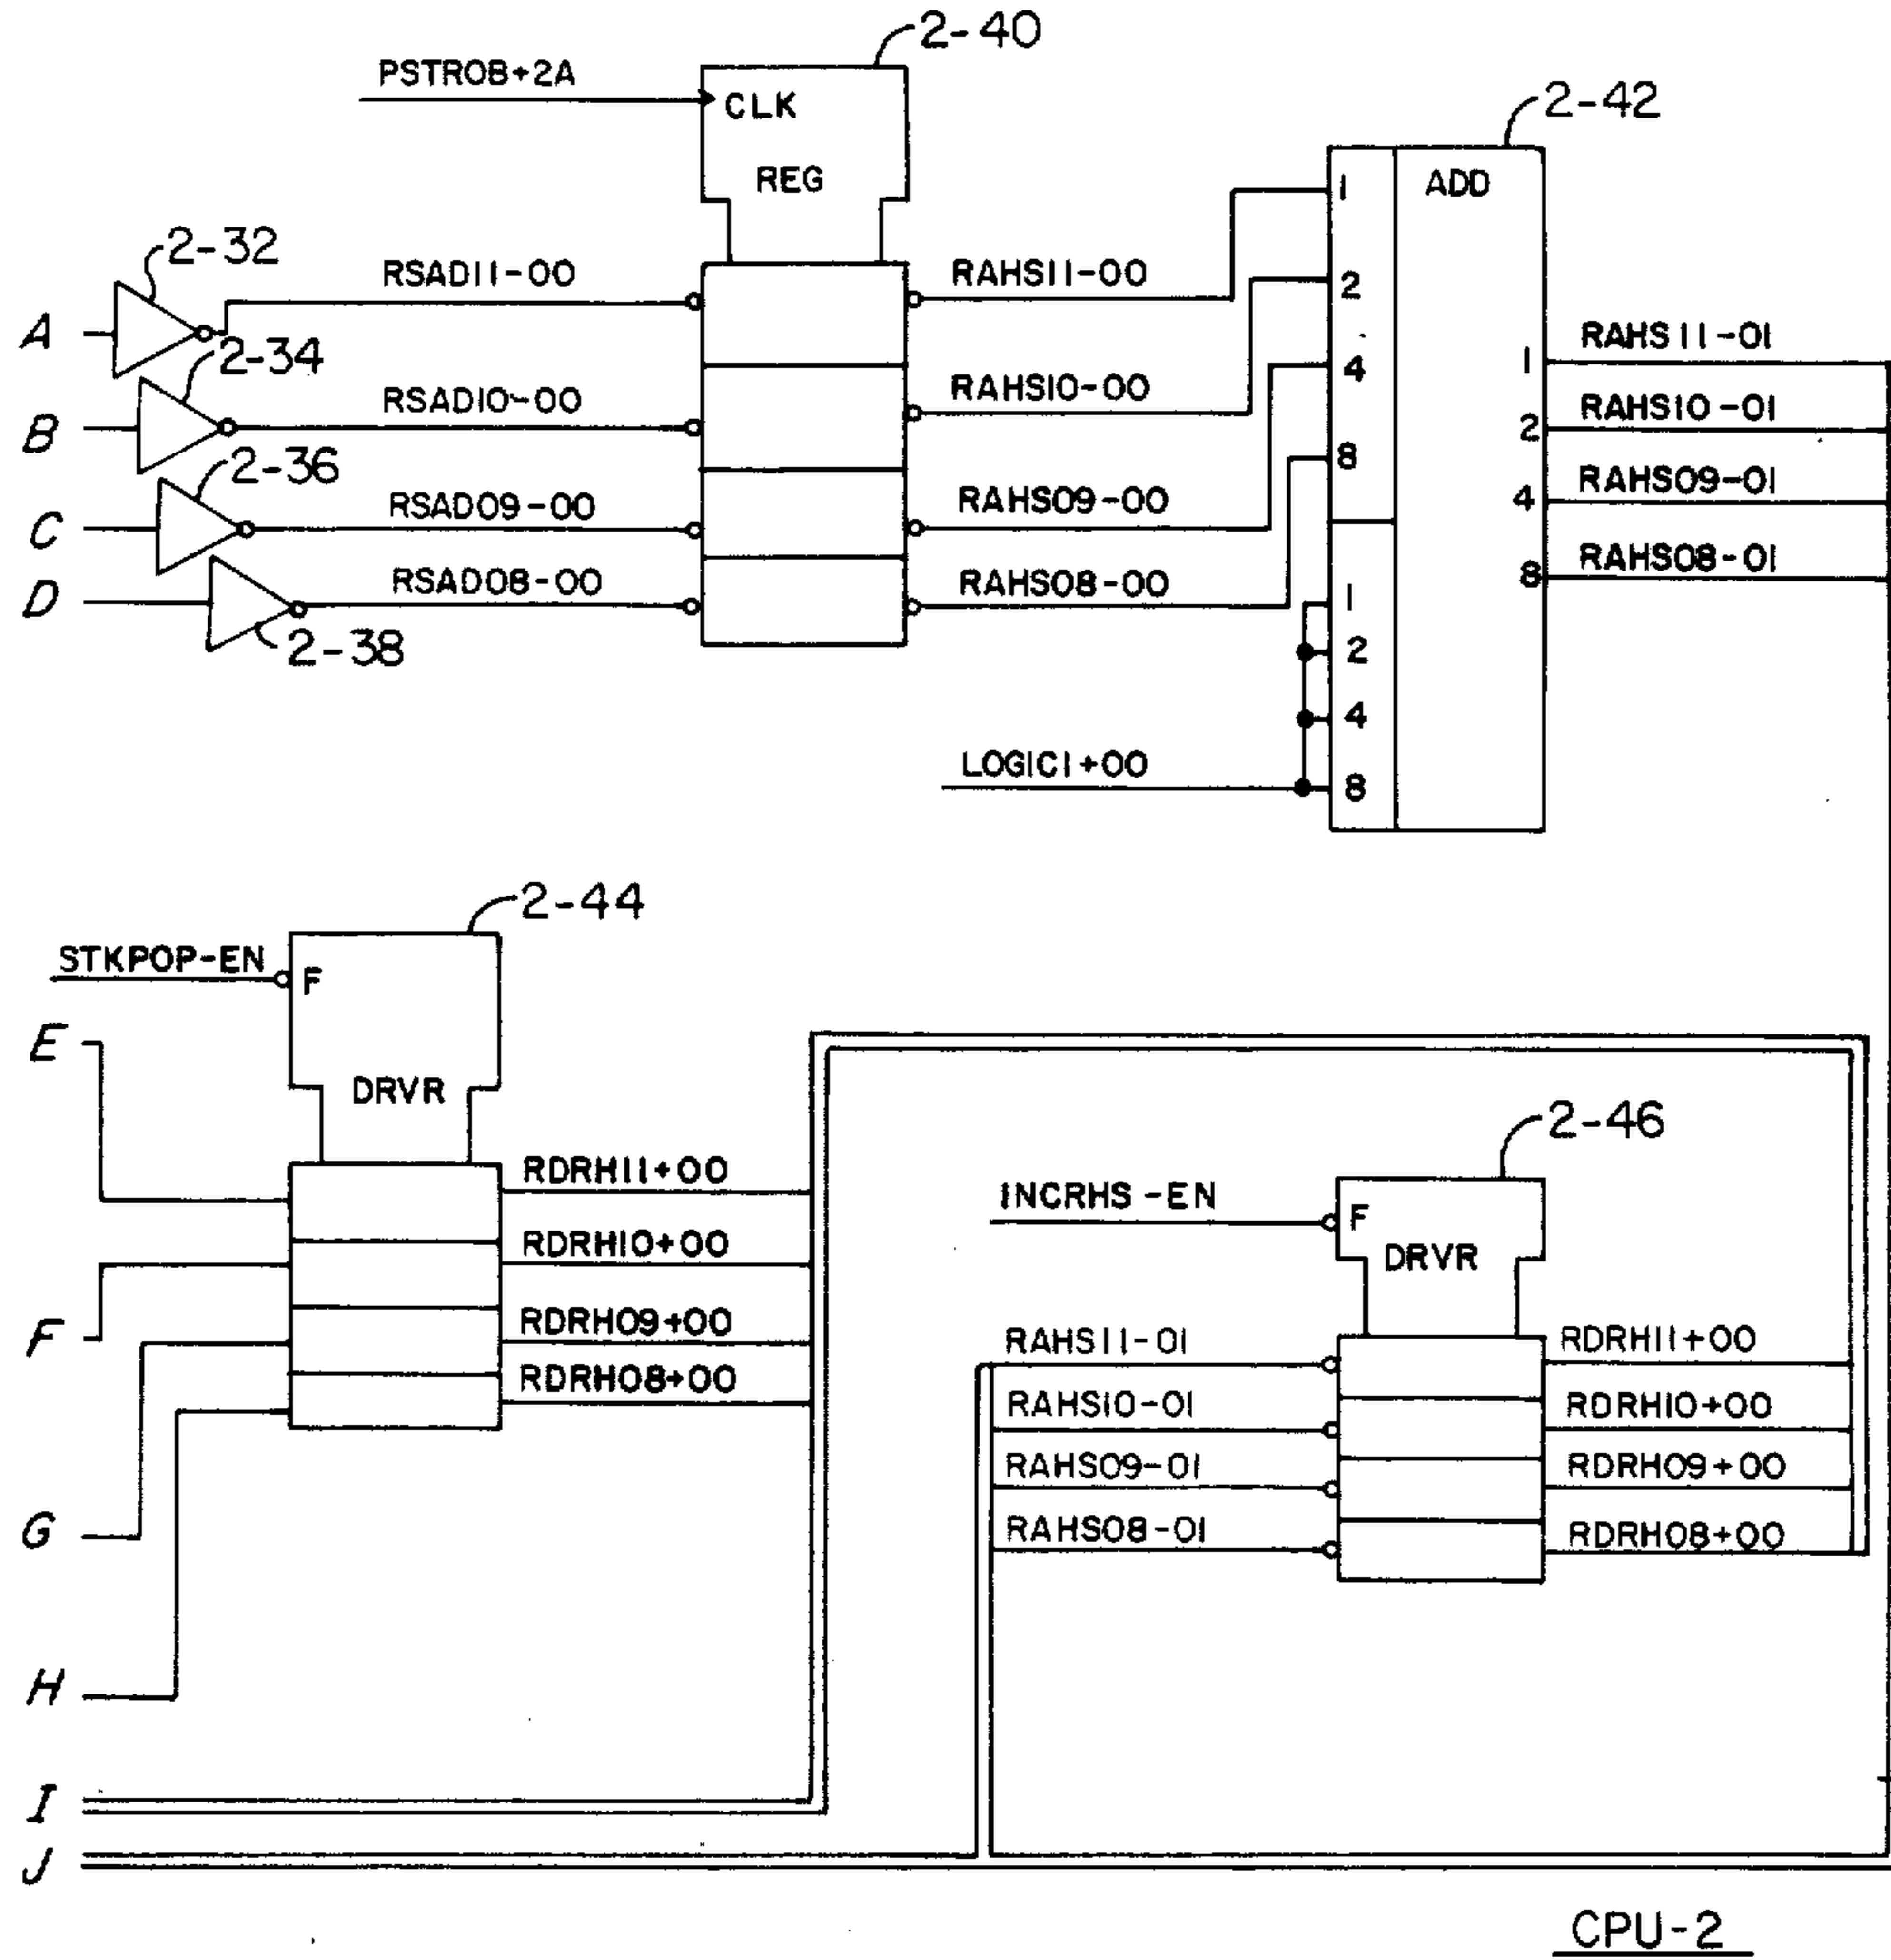 2-40
PSTR08+2A
CLK
REG
2-42
ADD
1
2
4
8
1
2
4
8
2-32
A
RSAD11-00
RAHS11-00
2-34
B
RSAD10-00
RAHS10-00
2-36
C
RSAD09-00
RAHS09-00
D
RSAD08-00
RAHS08-00
2-38
1
RAHS11-01
2
RAHS10-01
4
RAHS09-01
8
RAHS08-01
LOGIC1+00
2-44
STKPOP-EN
F
DRVR
E
F
G
H
RDRH11+00
RDRH10+00
RDRH09+00
RDRH08+00
2-46
INCRHS-EN
F
DRVR
RAHS11-01
RDRH11+00
RAHS10-01
RDRH10+00
RAHS09-01
RDRH09+00
RAHS08-01
RDRH08+00
I
J
CPU-2